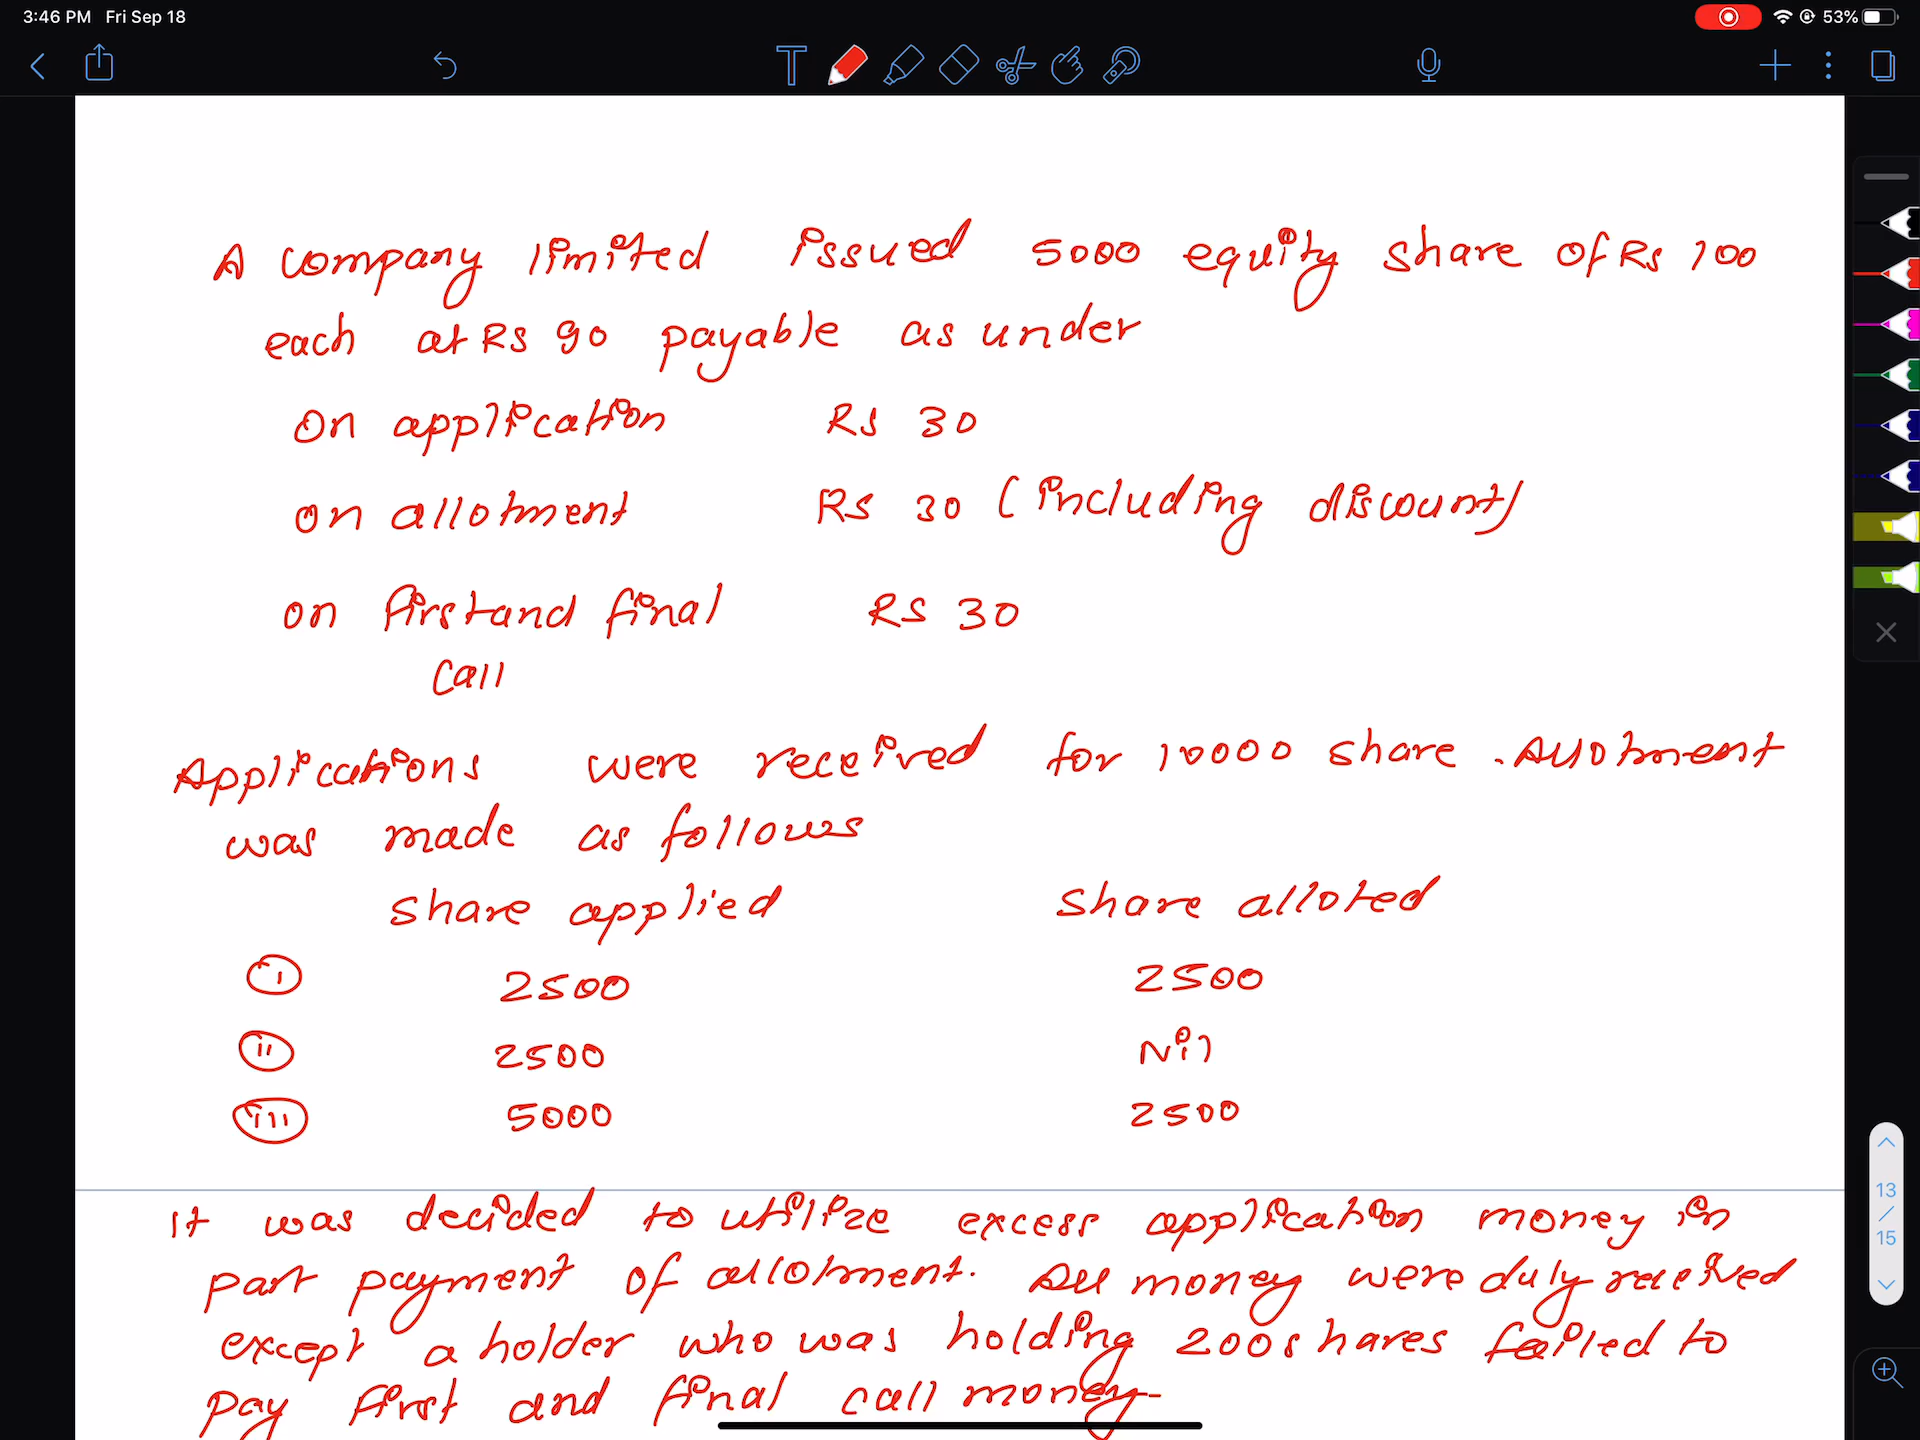 3:46 PM Fri Sep 18
53%
A company limited issued 5000 equity share of Rs 100
each at Rs 90 payable as under
On application Rs 30
on allotment Rs 30 (including discount)
on first and final Rs 30
call
Applications were received for 10000 share. Allotment
was made as follows
share applied share alloted
i 2500 2500
ii 2500 Nil
iii 5000 2500
It was decided to utilize excess application money in
part payment of allotment. All money were duly received
except a holder who was holding 200 shares failed to
pay first and final call money
13
/
15